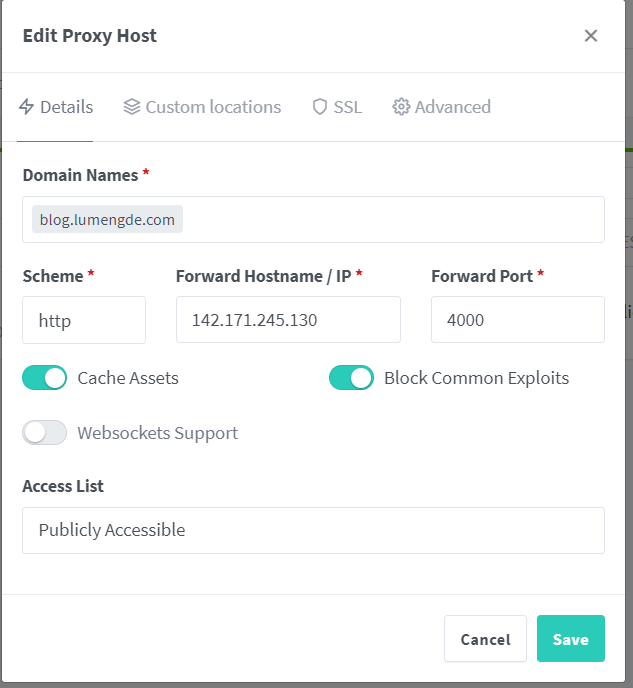 Edit Proxy Host
Details Custom locations SSL Advanced
Domain Names *
blog.lumengde.com
Scheme * Forward Hostname / IP * Forward Port *
http 142.171.245.130 4000
Cache Assets Block Common Exploits
Websockets Support
Access List
Publicly Accessible
Cancel Save